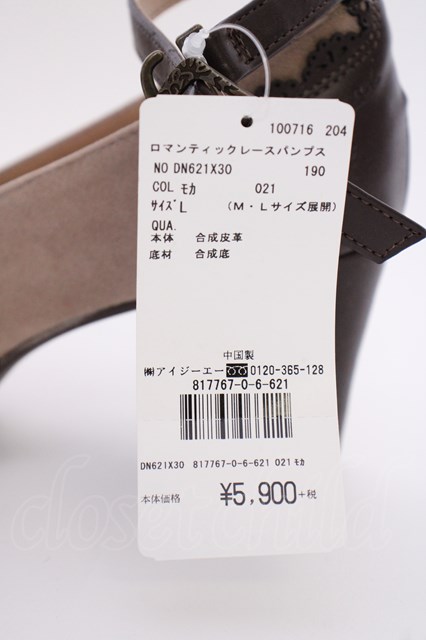 100716 204
ロマンティックレースパンプス
NO DN621X30 190
COL モカ 021
サイズ L (M・Lサイズ展開)
QUA.
本体 合成皮革
底材 合成底
中国製
㈱アイジーエー 0120-365-128
817767-0-6-621
DN621X30 817767-0-6-621 021 モカ
本体価格 ¥5,900+税
closet child